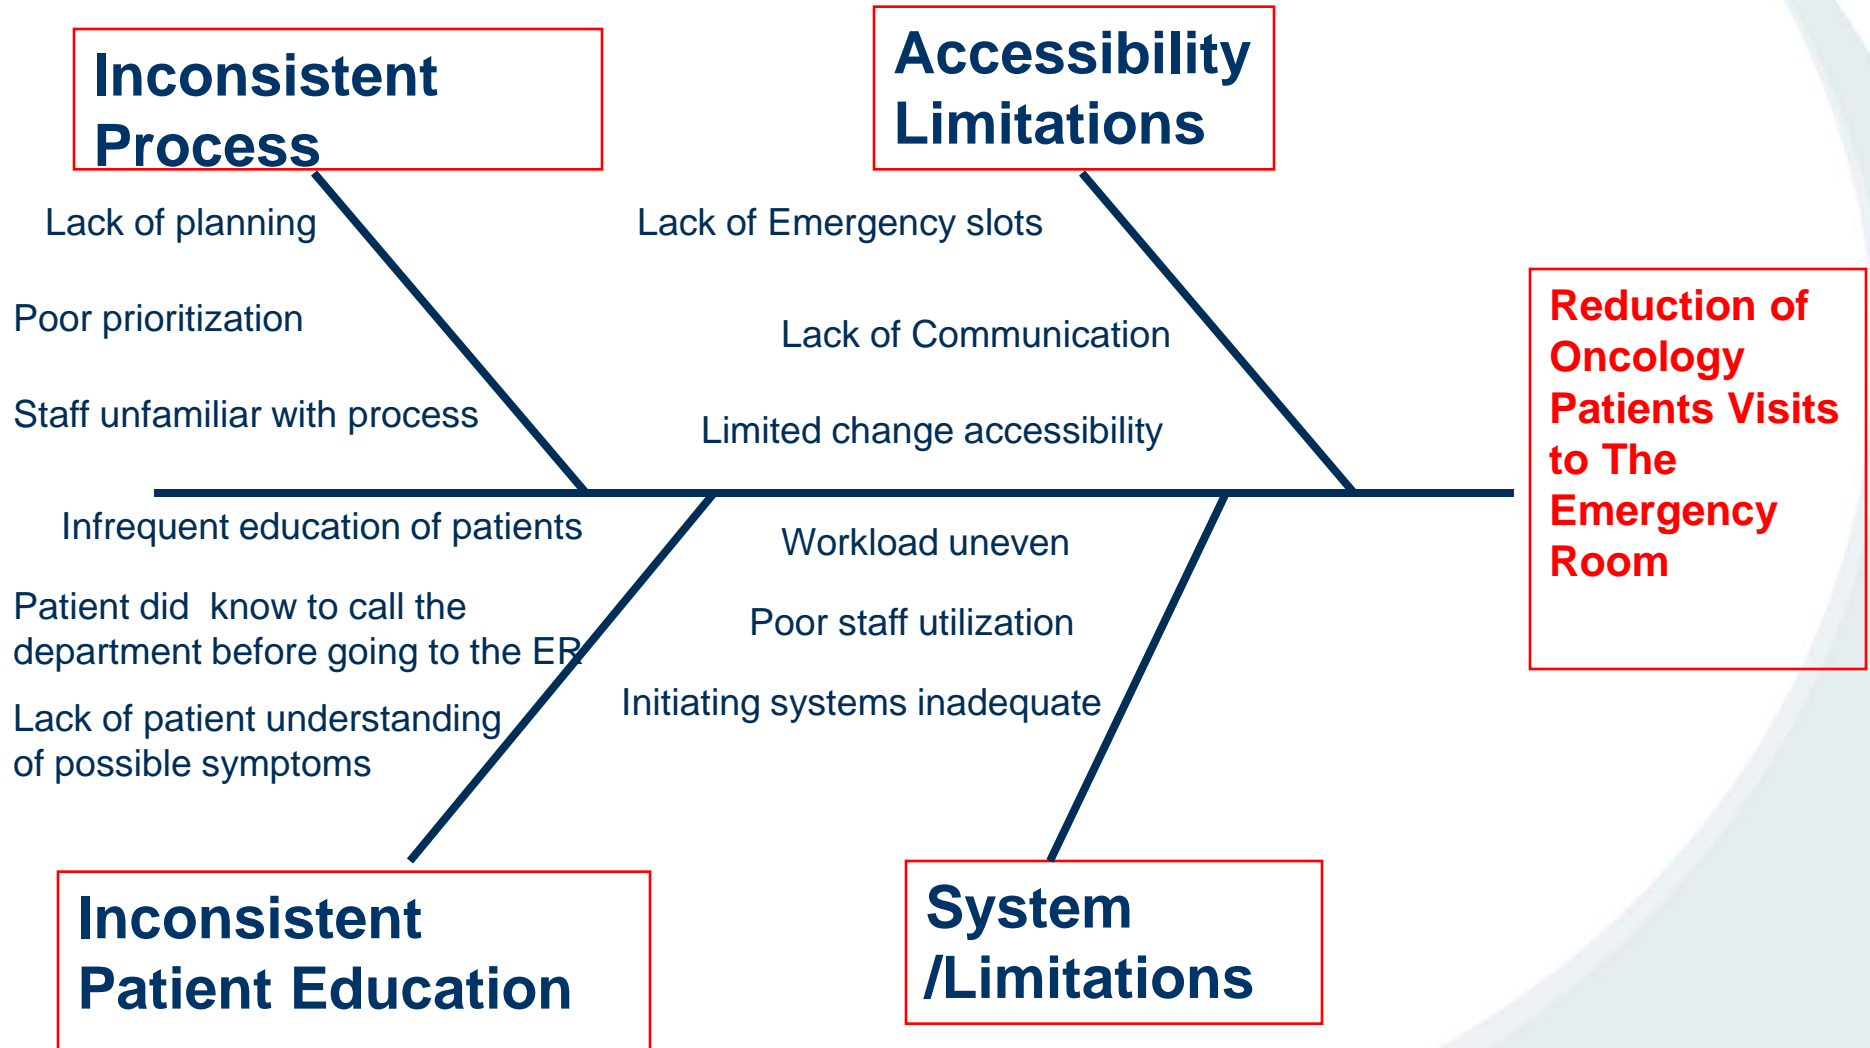 Inconsistent
Process
Lack of planning
Poor prioritization
Staff unfamiliar with process
Accessibility
Limitations
Lack of Emergency slots
Lack of Communication
Limited change accessibility
Reduction of
Oncology
Patients Visits
to The
Emergency
Room
Infrequent education of patients
Patient did  know to call the
department before going to the ER
Lack of patient understanding
of possible symptoms
Inconsistent
Patient Education
Workload uneven
Poor staff utilization
Initiating systems inadequate
System
/Limitations